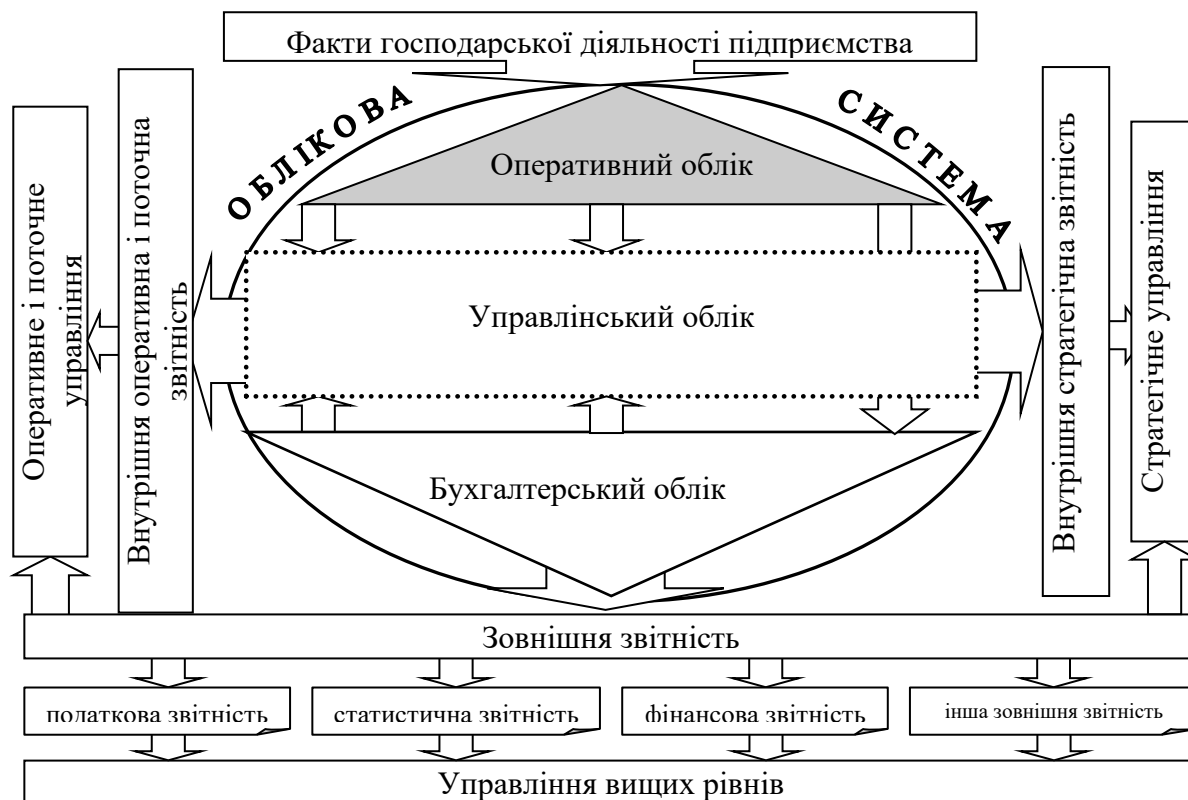 Факти господарської діяльності підприємства
ОБЛІКОВА
СИСТЕМА
Оперативне і поточне
управління
Внутрішня оперативна і поточна
звітність
Оперативний облік
Управлінський облік
Бухгалтерський облік
Внутрішня стратегічна звітність
Стратегічне управління
Зовнішня звітність
податкова звітність
статистична звітність
фінансова звітність
інша зовнішня звітність
Управління вищих рівнів